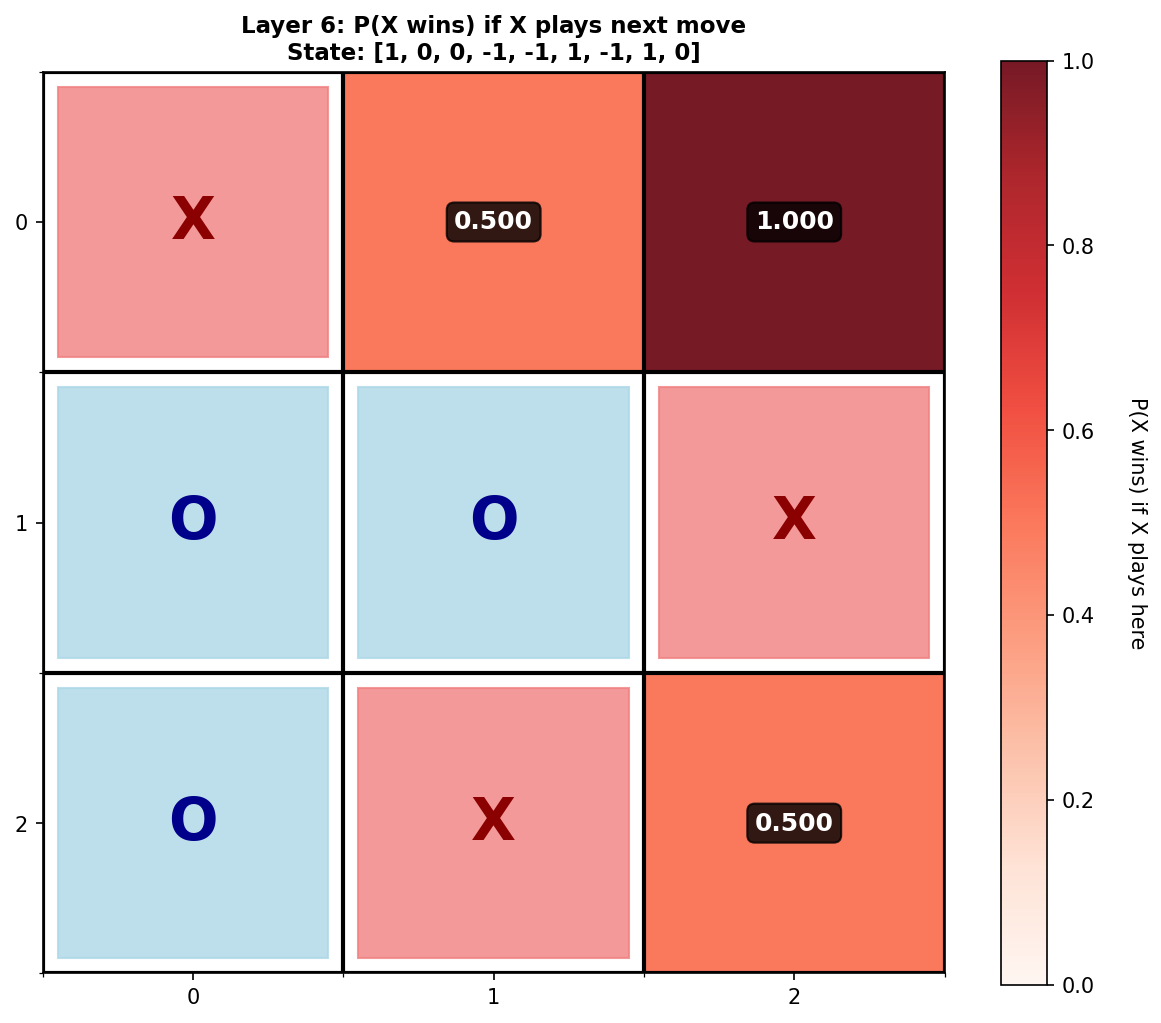 Layer 6: P(X wins) if X plays next move
State: [1, 0, 0, -1, -1, 1, -1, 1, 0]
X
0.500
1.000
O
O
X
O
X
0.500
0
1
2
0
1
2
1.0
0.8
0.6
0.4
0.2
0.0
P(X wins) if X plays here